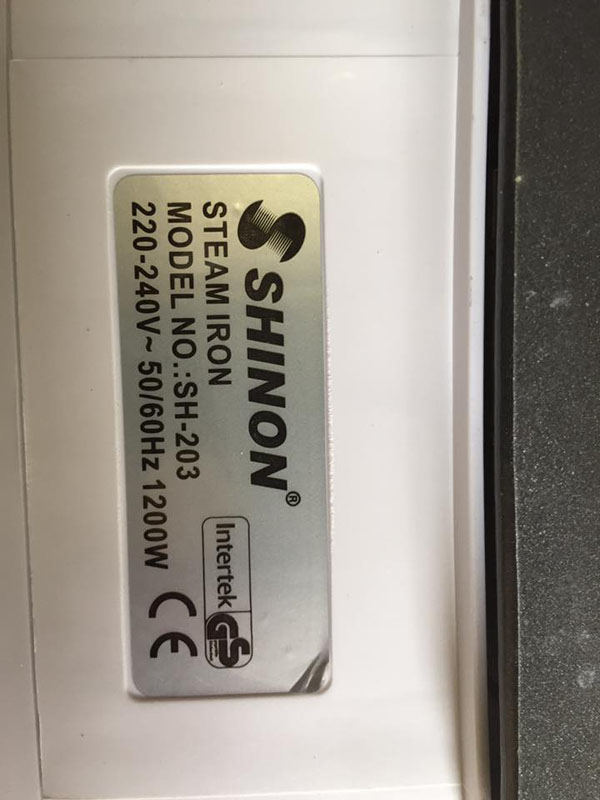 SHINON®
STEAM IRON
MODEL NO.:SH-203
220-240V~ 50/60Hz 1200W
Intertek
GS
CE